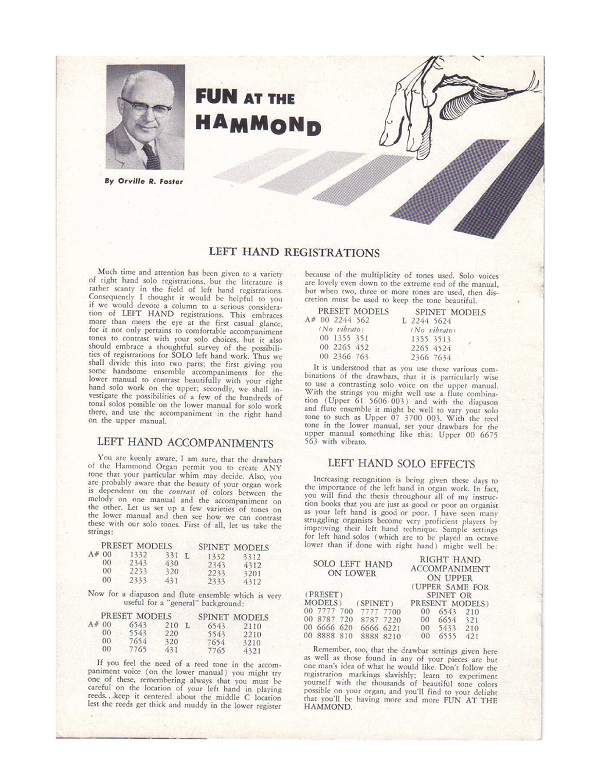 FUN AT THE
HAMMOND
By Orville R. Foster
LEFT HAND REGISTRATIONS
Much time and attention has been given to a variety
of right hand solo registrations, but the literature is
rather scanty in the field of left hand registrations.
Consequently I thought it would be helpful to you
if we would devote a column to a serious considera-
tion of LEFT HAND registrations. This embraces
more than meets the eye at the first casual glance,
for it not only pertains to comfortable accompaniment
tones to contrast with your solo choices, but it also
should embrace a thoughtful survey of the possibili-
ties of registrations for SOLO left hand work. Thus we
shall divide this into two parts; the first giving you
some handsome ensemble accompaniments for the
lower manual to contrast beautifully with your right
hand solo work on the upper; secondly, we shall in-
vestigate the possibilities of a few of the hundreds of
tonal solos possible on the lower manual for solo work
there, and use the accompaniment in the right hand
on the upper manual.
LEFT HAND ACCOMPANIMENTS
You are keenly aware, I am sure, that the drawbars
of the Hammond Organ permit you to create ANY
tone that your particular whim may decide. Also, you
are probably aware that the beauty of your organ work
is dependent on the contrast of colors between the
melody on one manual and the accompaniment on
the other. Let us set up a few varieties of tones on
the lower manual and then see how we can contrast
these with our solo tones. First of all, let us take the
strings:
PRESET MODELS SPINET MODELS
A# 00 1332 331 L 1332 3312
00 2343 430 2343 4312
00 2233 320 2233 3201
00 2333 431 2333 4312
Now for a diapason and flute ensemble which is very
useful for a "general" background:
PRESET MODELS SPINET MODELS
A# 00 6543 210 L 6543 2110
00 5543 220 5543 2210
00 7654 320 7654 3210
00 7765 431 7765 4321
If you feel the need of a reed tone in the accom-
paniment voice (on the lower manual) you might try
one of these, remembering always that you must be
careful on the location of your left hand in playing
reeds...keep it centered about the middle C location
lest the reeds get thick and muddy in the lower register
because of the multiplicity of tones used. Solo voices
are lovely even down to the extreme end of the manual,
but when two, three or more tones are used, then dis-
cretion must be used to keep the tone beautiful.
PRESET MODELS SPINET MODELS
A# 00 2244 562 L 2244 5624
(No vibrato) (No vibrato)
00 1355 351 1355 3513
00 2265 452 2265 4524
00 2366 763 2366 7634
It is understood that as you use these various com-
binations of the drawbars, that it is particularly wise
to use a contrasting solo voice on the upper manual.
With the strings you might well use a flute combina-
tion (Upper 61 5606 003) and with the diapason
and flute ensemble it might be well to vary your solo
tone to such as Upper 07 3700 003. With the reed
tone in the lower manual, set your drawbars for the
upper manual something like this: Upper 00 6675
563 with vibrato.
LEFT HAND SOLO EFFECTS
Increasing recognition is being given these days to
the importance of the left hand in organ work. In fact,
you will find the thesis throughout all of my instruc-
tion books that you are just as good or poor an organist
as your left hand is good or poor. I have seen many
struggling organists become very proficient players by
improving their left hand technique. Sample settings
for left hand solos (which are to be played an octave
lower than if done with right hand) might well be:
SOLO LEFT HAND
ON LOWER
RIGHT HAND
ACCOMPANIMENT
ON UPPER
(UPPER SAME FOR
SPINET OR
PRESENT MODELS)
(PRESET)
MODELS) (SPINET)
00 7777 700 7777 7700 00 6543 210
00 8787 720 8787 7220 00 6654 321
00 6666 620 6666 6221 00 5433 210
00 8888 810 8888 8210 00 6555 421
Remember, too, that the drawbar settings given here
as well as those found in any of your pieces are but
one man's idea of what he would like. Don't follow the
registration markings slavishly; learn to experiment
yourself with the thousands of beautiful tone colors
possible on your organ, and you'll find to your delight
that you'll be having more and more FUN AT THE
HAMMOND.